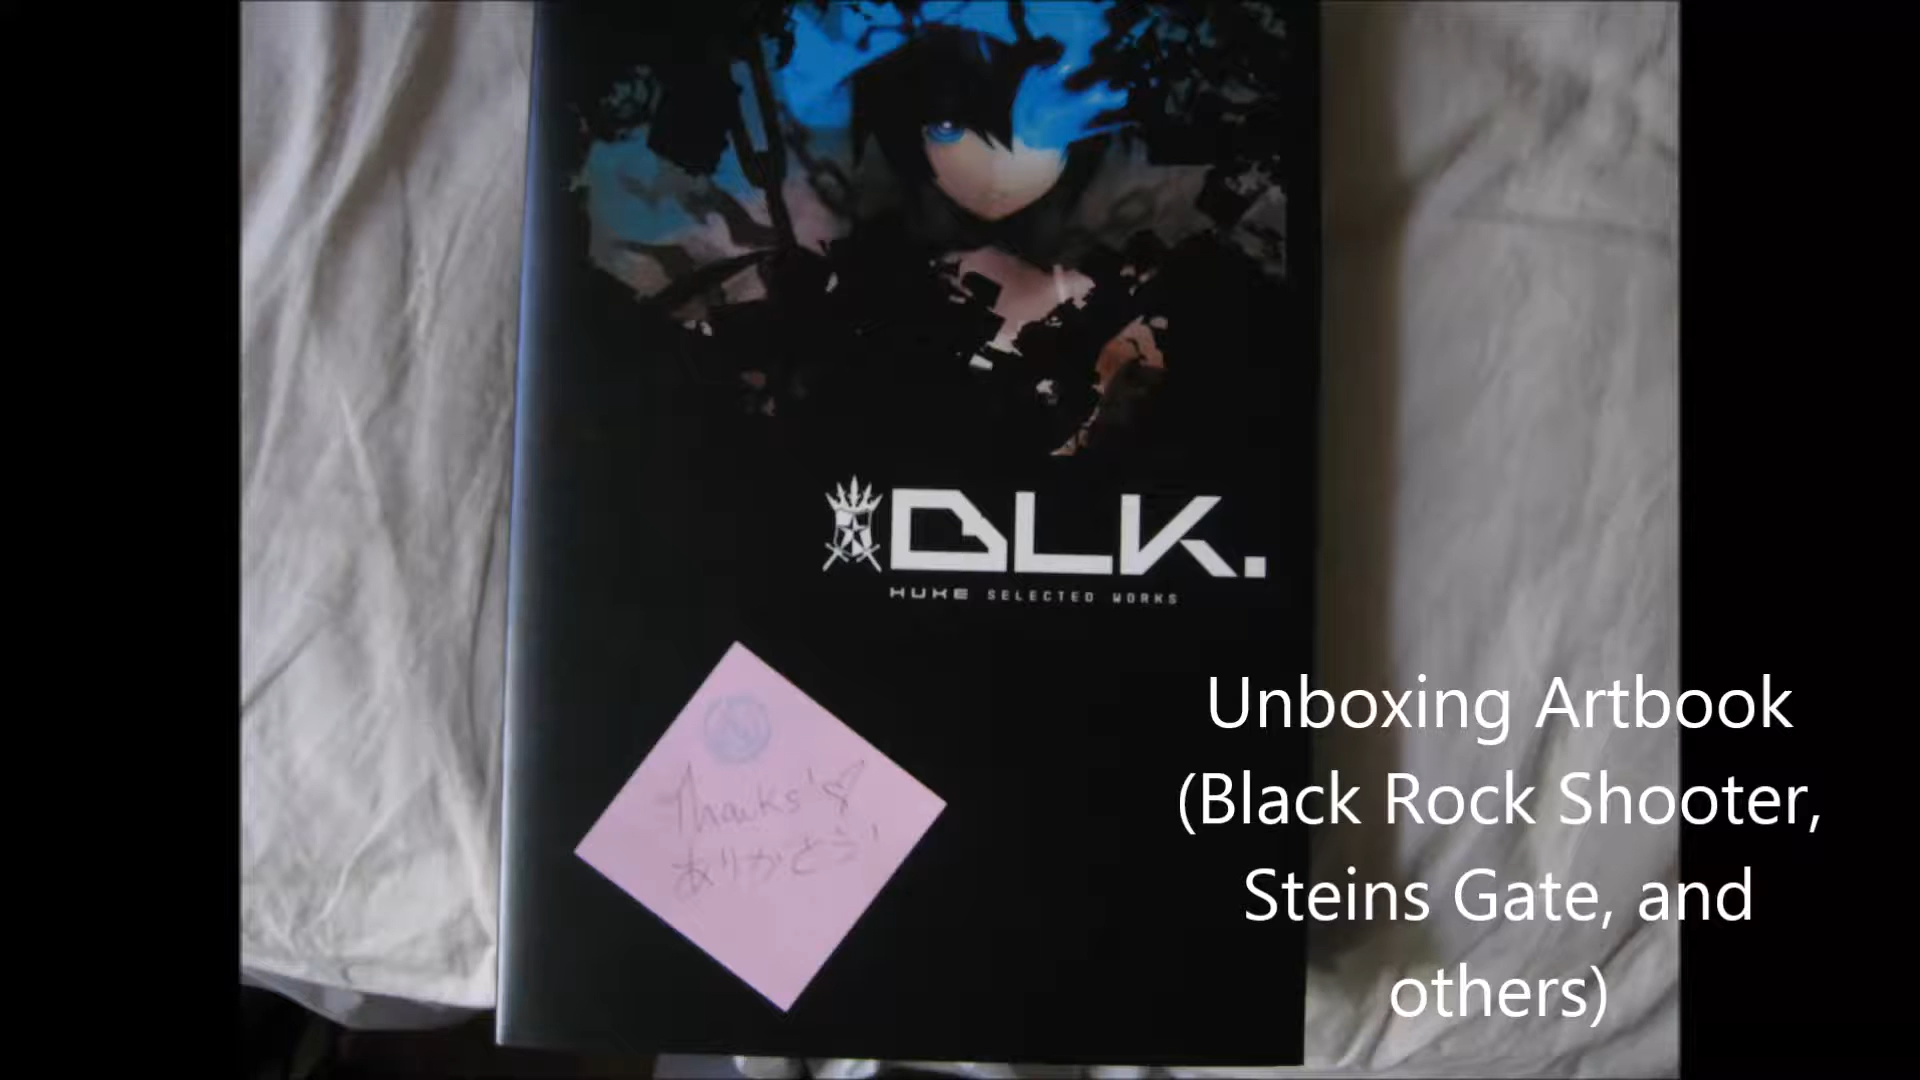 BLK.
HUKE SELECTED WORKS
Thanks!
ありがとう!
Unboxing Artbook
(Black Rock Shooter,
Steins Gate, and
others)